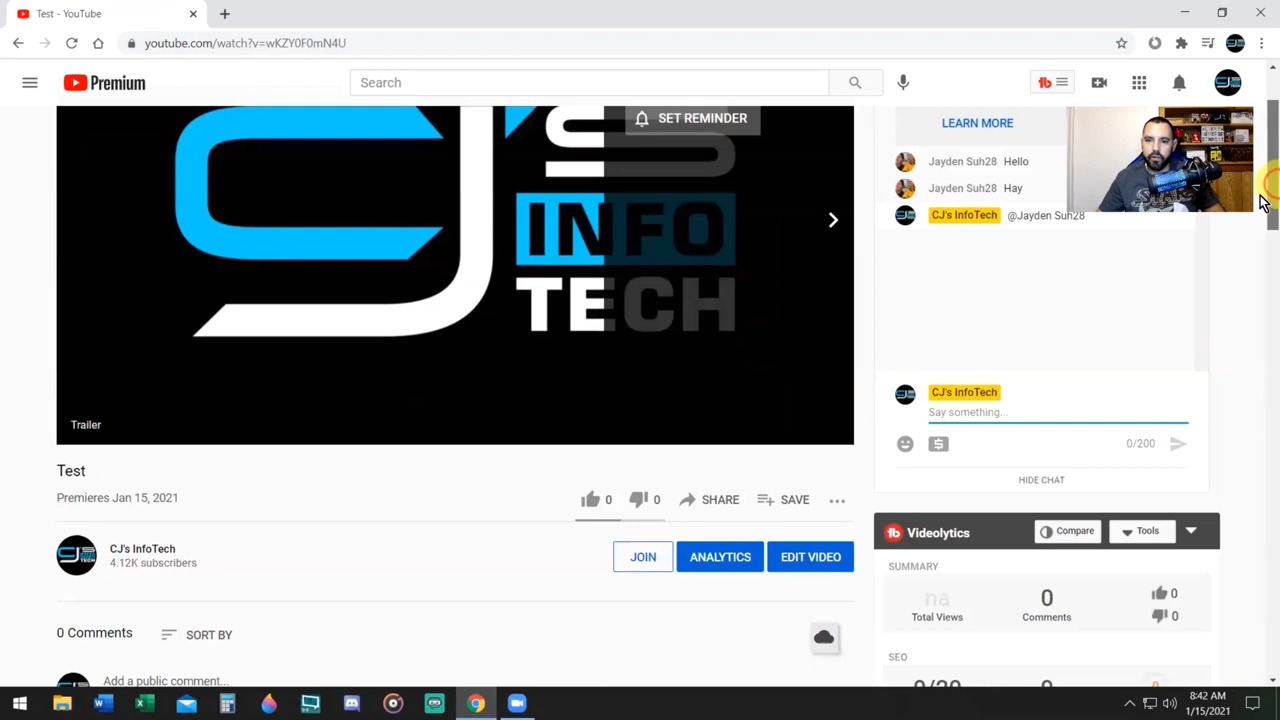 Test - YouTube
youtube.com/watch?v=wKZY0F0mN4U
Premium
Search
SET REMINDER
CJ's
INFO
TECH
Trailer
LEARN MORE
Jayden Suh28 Hello
Jayden Suh28 Hay
CJ's InfoTech @Jayden Suh28
CJ's InfoTech
Say something...
0/200
HIDE CHAT
Test
Premieres Jan 15, 2021
0 0 SHARE SAVE
CJ's InfoTech
4.12K subscribers
JOIN ANALYTICS EDIT VIDEO
0 Comments SORT BY
Add a public comment...
Videolytics Compare Tools
SUMMARY
na 0 0
Total Views Comments 0
SEO
8:42 AM
1/15/2021